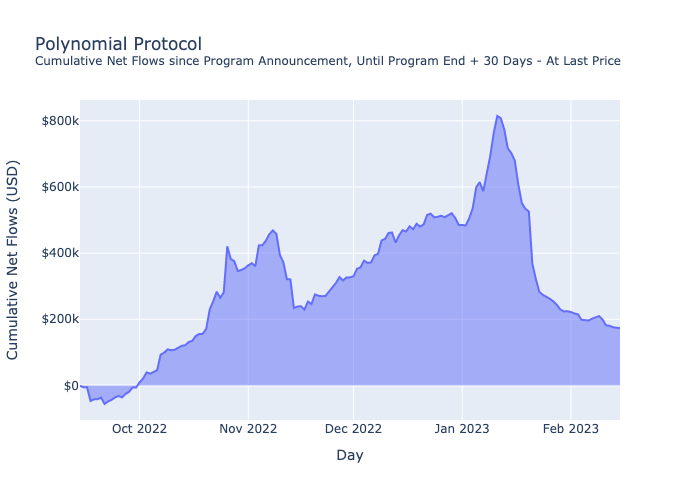 Polynomial Protocol
Cumulative Net Flows since Program Announcement, Until Program End + 30 Days - At Last Price
Cumulative Net Flows (USD)
$800k
$600k
$400k
$200k
$0
Oct 2022
Nov 2022
Dec 2022
Jan 2023
Feb 2023
Day